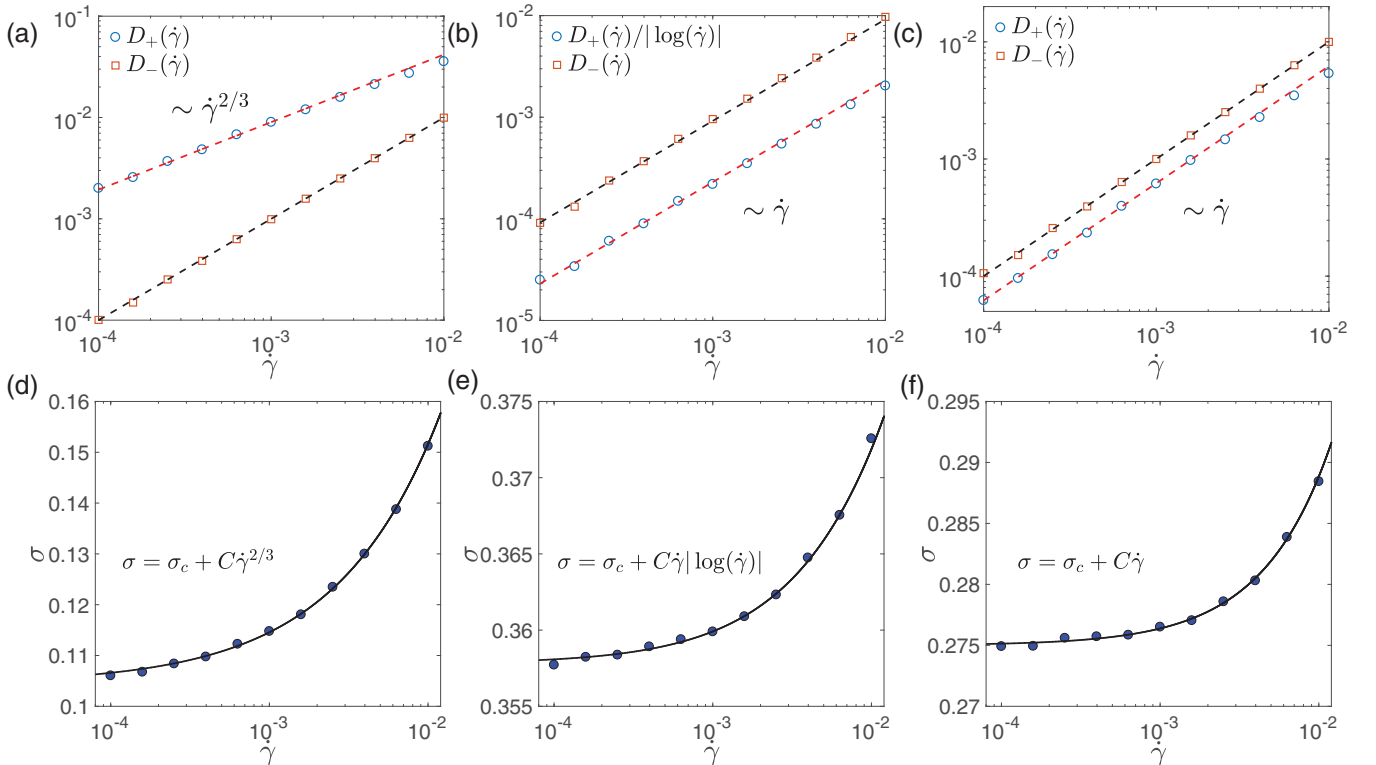 (a)
D₊(γ̇)
D₋(γ̇)
∼ γ̇^{2/3}
10^{-1}
10^{-2}
10^{-3}
10^{-4}
10^{-4} 10^{-3} 10^{-2}
γ̇
(b)
D₊(γ̇)/|log(γ̇)|
D₋(γ̇)
∼ γ̇
10^{-2}
10^{-3}
10^{-4}
10^{-5}
10^{-4} 10^{-3} 10^{-2}
γ̇
(c)
D₊(γ̇)
D₋(γ̇)
∼ γ̇
10^{-2}
10^{-3}
10^{-4}
10^{-4} 10^{-3} 10^{-2}
γ̇
(d)
σ
0.16
0.15
0.14
0.13
0.12
0.11
0.1
σ = σ_c + Cγ̇^{2/3}
10^{-4} 10^{-3} 10^{-2}
γ̇
(e)
σ
0.375
0.37
0.365
0.36
0.355
σ = σ_c + Cγ̇|log(γ̇)|
10^{-4} 10^{-3} 10^{-2}
γ̇
(f)
σ
0.295
0.29
0.285
0.28
0.275
0.27
σ = σ_c + Cγ̇
10^{-4} 10^{-3} 10^{-2}
γ̇